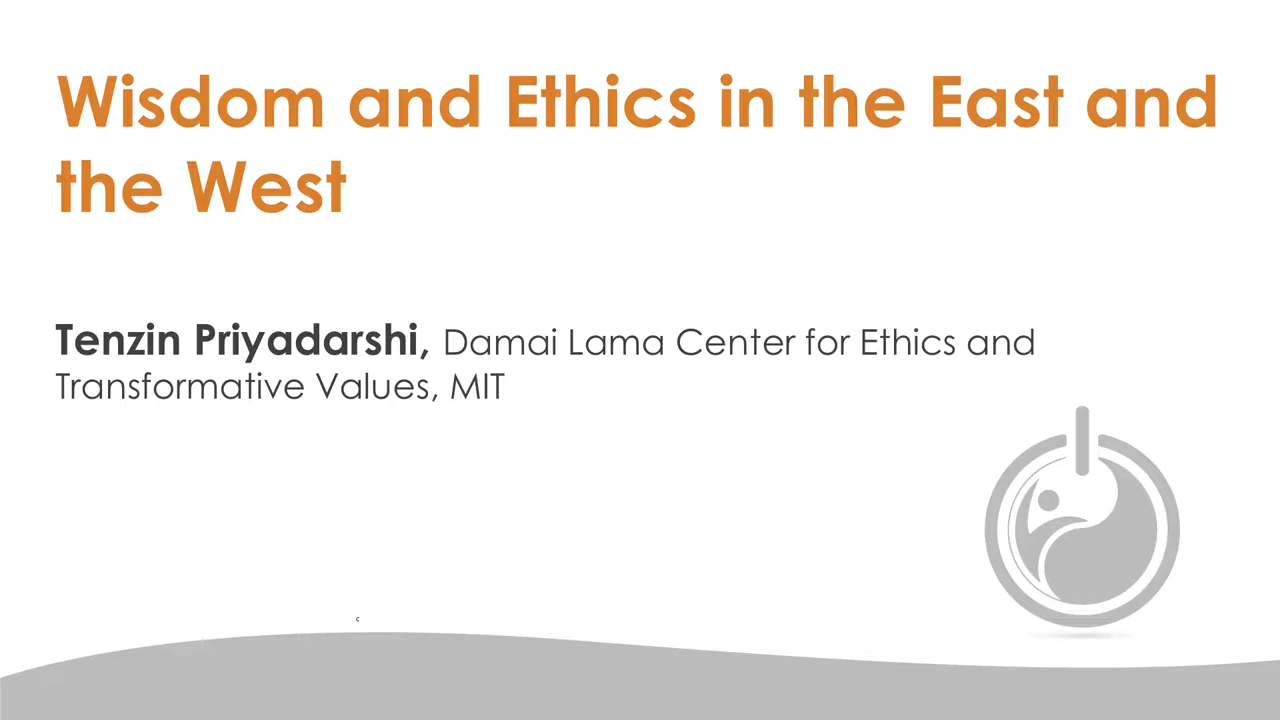 Wisdom and Ethics in the East and
the West
Tenzin Priyadarshi, Damai Lama Center for Ethics and
Transformative Values, MIT
c